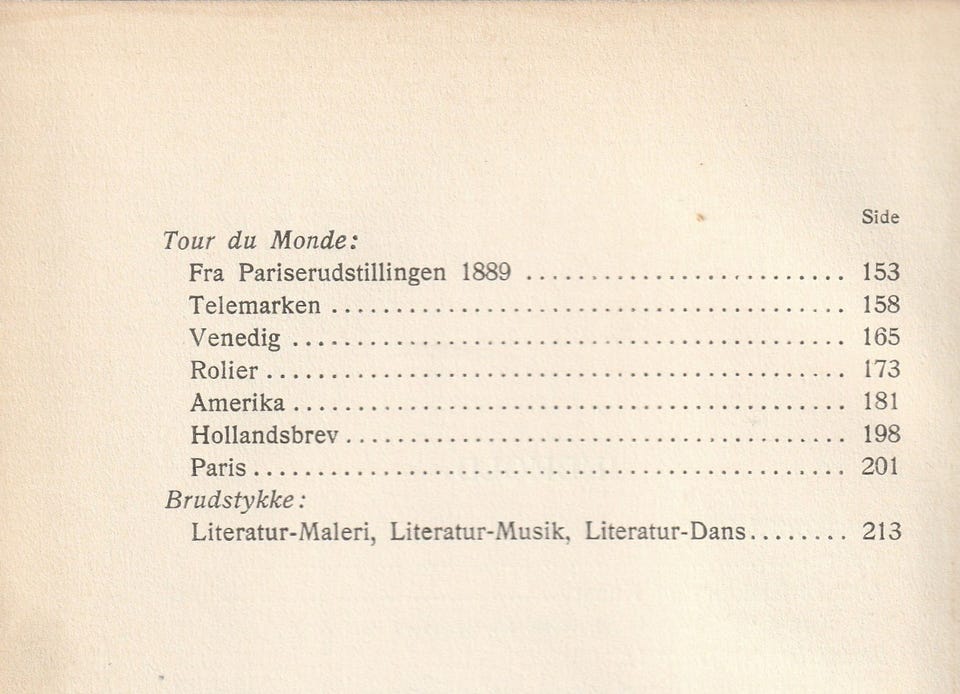 Side
Tour du Monde:
Fra Pariserudstillingen 1889 ......................... 153
Telemarken ........................................ 158
Venedig ........................................... 165
Rolier ............................................. 173
Amerika ........................................... 181
Hollandsbrev ....................................... 198
Paris .............................................. 201
Brudstykke:
Literatur-Maleri, Literatur-Musik, Literatur-Dans........ 213